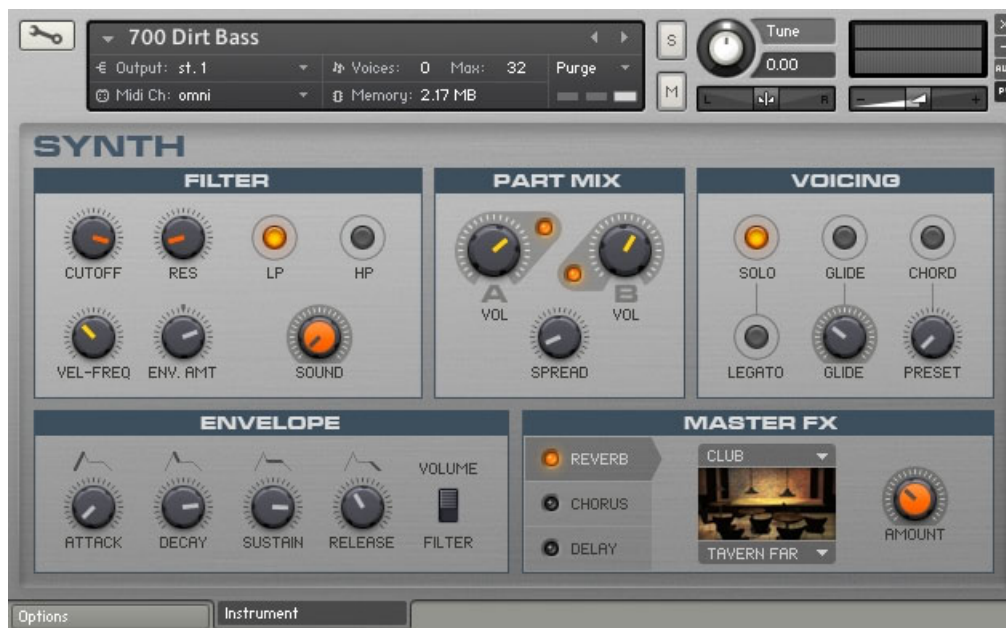 700 Dirt Bass
Output: st.1
Voices: 0 Max: 32
Purge
Midi Ch: omni
Memory: 2.17 MB
S
M
Tune
0.00
L
R
SYNTH
FILTER
CUTOFF
RES
LP
HP
VEL-FREQ
ENV. AMT
SOUND
PART MIX
A
VOL
B
VOL
SPREAD
VOICING
SOLO
GLIDE
CHORD
LEGATO
GLIDE
PRESET
ENVELOPE
ATTACK
DECAY
SUSTAIN
RELEASE
VOLUME
FILTER
MASTER FX
REVERB
CHORUS
DELAY
CLUB
TAVERN FAR
AMOUNT
Options
Instrument